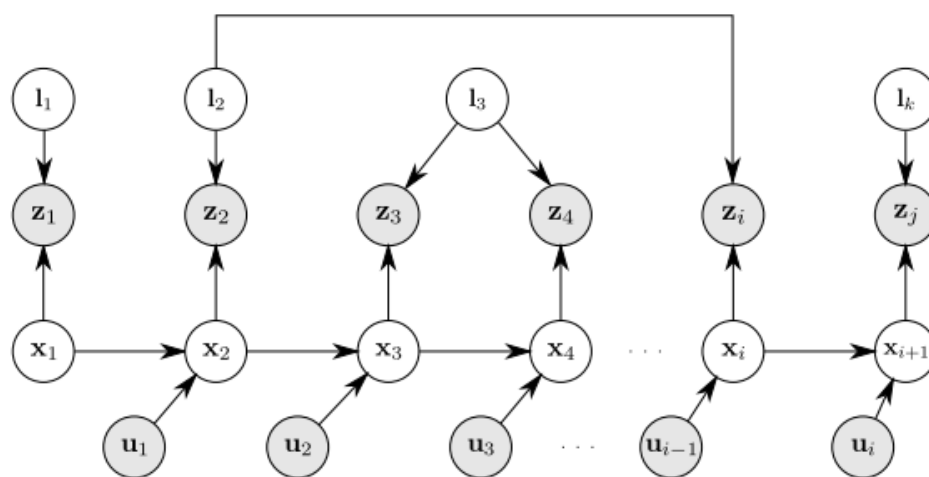 l₁ l₂ l₃ lₖ
z₁ z₂ z₃ z₄ zᵢ zⱼ
x₁ x₂ x₃ x₄ . . . xᵢ xᵢ₊₁
u₁ u₂ u₃ . . . uᵢ₋₁ uᵢ